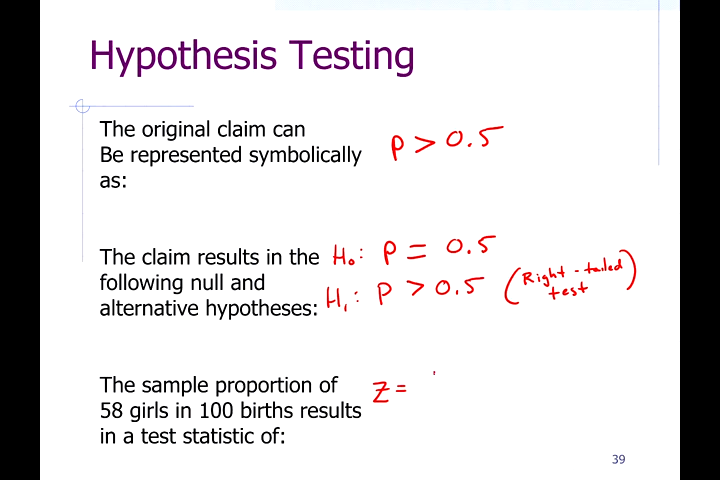 Hypothesis Testing
The original claim can
Be represented symbolically
as:
P > 0.5
The claim results in the
following null and
alternative hypotheses:
H₀: P = 0.5
H₁: P > 0.5 (Right-tailed
test)
The sample proportion of
58 girls in 100 births results
in a test statistic of:
Z =
39